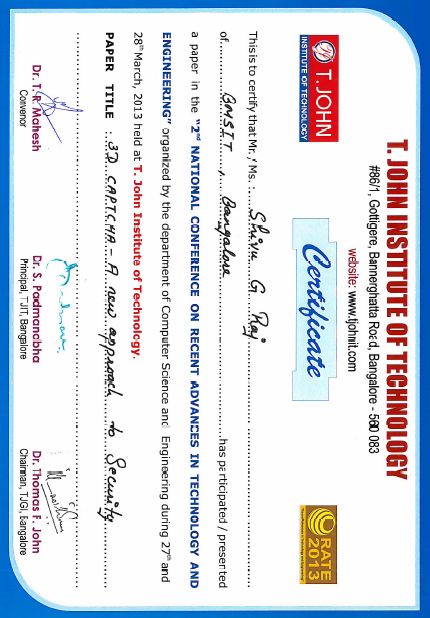 T. JOHN INSTITUTE OF TECHNOLOGY
#86/1, Gottigere, Bannerghatta Road, Bangalore - 560 083
website: www.tjohnit.com
T. JOHN
INSTITUTE OF TECHNOLOGY
Certificate
RATE
2013
This is to certify that Mr. / Ms. : Shivu G Raj
of BMSIT, Bangalore has participated / presented
a paper in the "2nd NATIONAL CONFERENCE ON RECENT ADVANCES IN TECHNOLOGY AND
ENGINEERING" organized by the department of Computer Science and Engineering during 27th and
28th March, 2013 held at T. John Institute of Technology.
PAPER TITLE : 3D CAPTCHA - A new approach to Security
Dr. T.R. Mahesh
Convenor
Dr. S. Padmanabha
Principal, TJIT, Bangalore
Dr. Thomas F. John
Chairman, TJGI, Bangalore